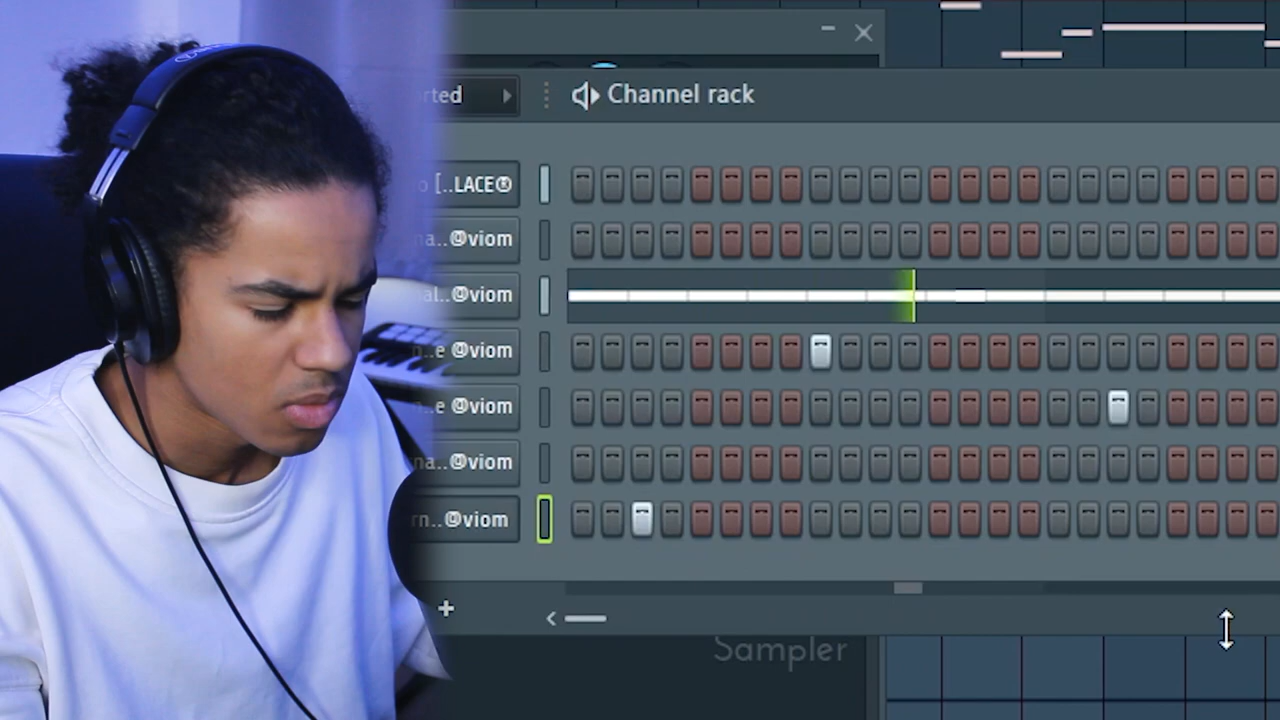 rted
Channel rack
o [..LACE®
na..@viom
al..@viom
n..e @viom
n..e @viom
na..@viom
rn..@viom
Sampler